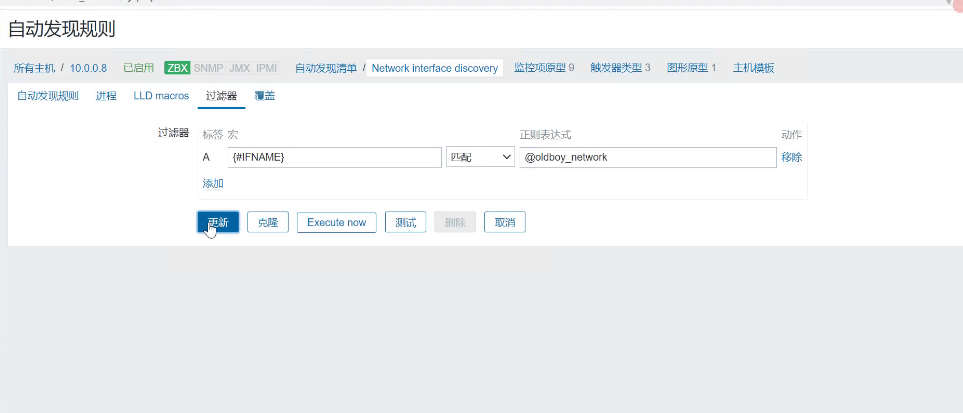 自动发现规则
所有主机 / 10.0.0.8 已启用 ZBX SNMP JMX IPMI 自动发现清单 / Network interface discovery 监控项原型 9 触发器类型 3 图形原型 1 主机模板
自动发现规则 进程 LLD macros 过滤器 覆盖
过滤器 标签 宏 正则表达式 动作
A {#IFNAME} 匹配 @oldboy_network 移除
添加
更新 克隆 Execute now 测试 删除 取消